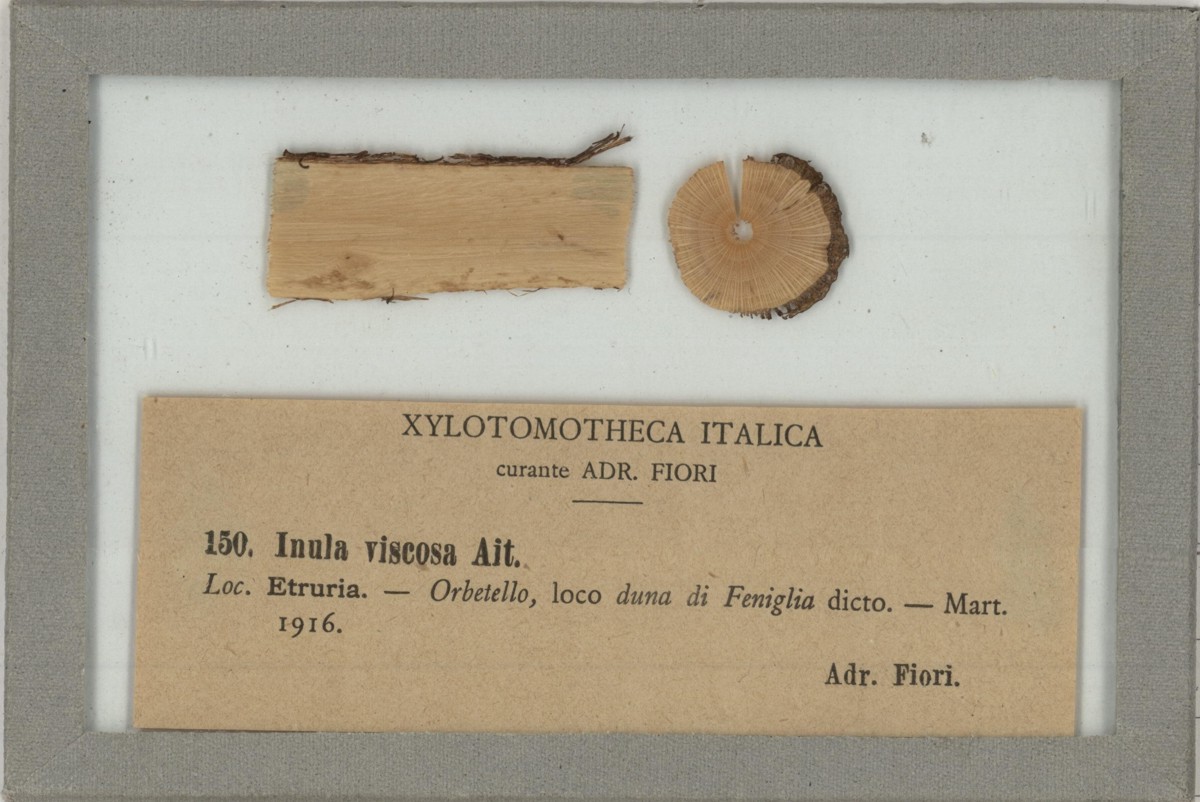 XYLOTOMOTHECA ITALICA
curante ADR. FIORI
150. Inula viscosa Ait.
Loc. Etruria. — Orbetello, loco duna di Feniglia dicto. — Mart.
1916.
Adr. Fiori.